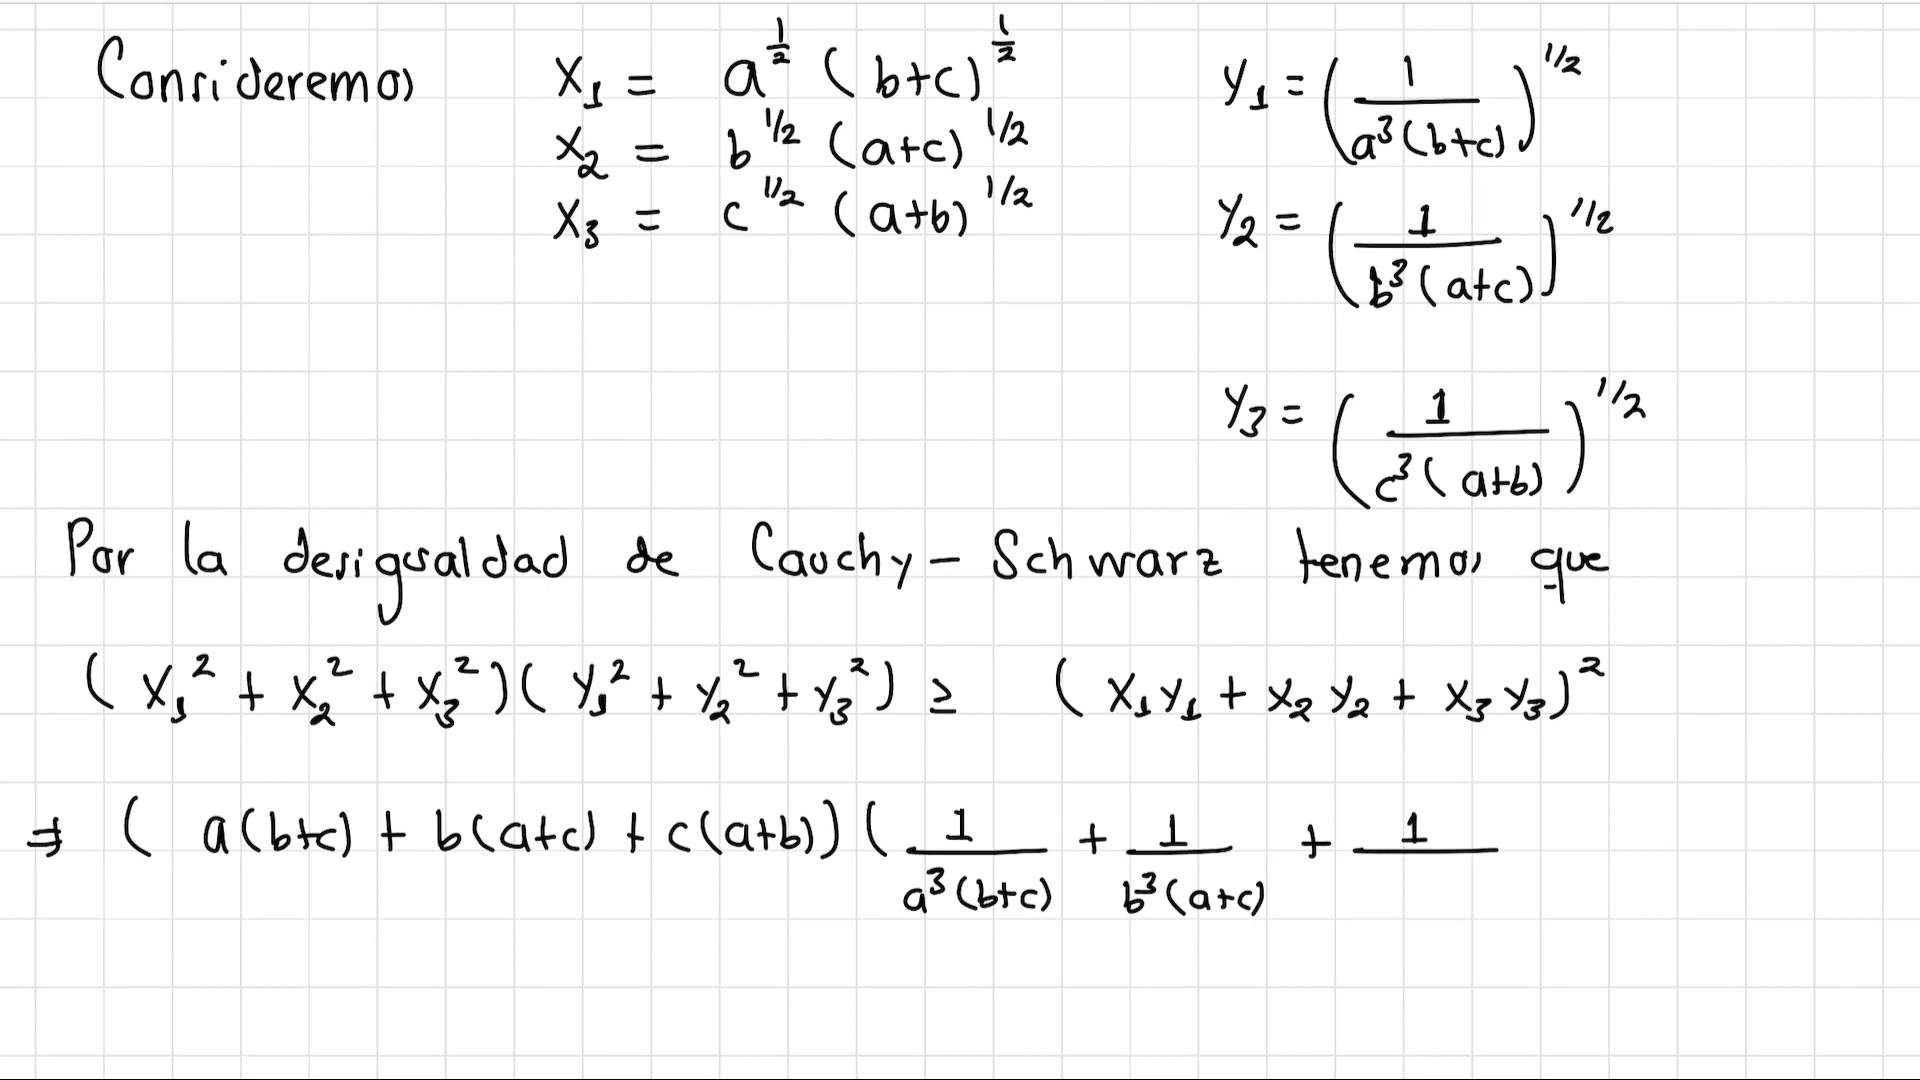 Consideremos x₁ = a^{1/2} (b+c)^{1/2} y₁ = (1/(a³(b+c)))^{1/2}
x₂ = b^{1/2} (a+c)^{1/2}
x₃ = c^{1/2} (a+b)^{1/2} y₂ = (1/(b³(a+c)))^{1/2}
y₃ = (1/(c³(a+b)))^{1/2}
Por la desigualdad de Cauchy-Schwarz tenemos que
(x₁² + x₂² + x₃²)(y₁² + y₂² + y₃²) ≥ (x₁y₁ + x₂y₂ + x₃y₃)²
⇒ (a(b+c) + b(a+c) + c(a+b)) (1/(a³(b+c)) + 1/(b³(a+c)) + 1/